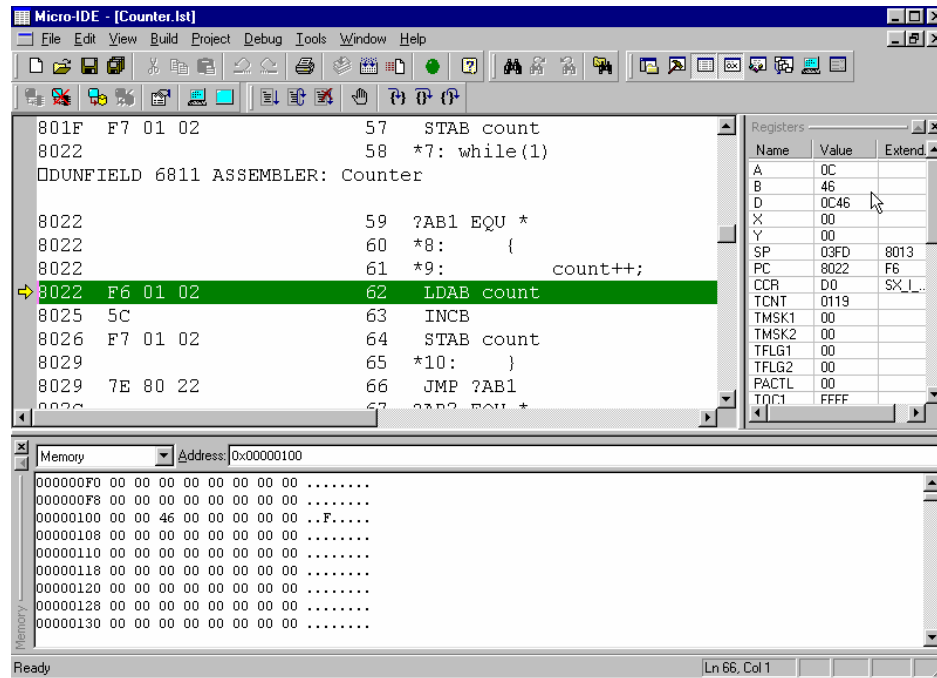 Micro-IDE - [Counter.lst]
File Edit View Build Project Debug Tools Window Help
801F F7 01 02 57 STAB count
8022 58 *7: while(1)
DUNFIELD 6811 ASSEMBLER: Counter
8022 59 ?AB1 EQU *
8022 60 *8: {
8022 61 *9: count++;
8022 F6 01 02 62 LDAB count
8025 5C 63 INCB
8026 F7 01 02 64 STAB count
8029 65 *10: }
8029 7E 80 22 66 JMP ?AB1
Registers
Name Value Extend.
A 0C
B 46
D 0C46
X 00
Y 00
SP 03FD 8013
PC 8022 F6
CCR D0 SX_I_..
TCNT 0119
TMSK1 00
TMSK2 00
TFLG1 00
TFLG2 00
PACTL 00
TOC1 FFFF
Memory Address: 0x00000100
000000F0 00 00 00 00 00 00 00 00 ........
000000F8 00 00 00 00 00 00 00 00 ........
00000100 00 00 46 00 00 00 00 00 ..F.....
00000108 00 00 00 00 00 00 00 00 ........
00000110 00 00 00 00 00 00 00 00 ........
00000118 00 00 00 00 00 00 00 00 ........
00000120 00 00 00 00 00 00 00 00 ........
00000128 00 00 00 00 00 00 00 00 ........
00000130 00 00 00 00 00 00 00 00 ........
Memory
Ready Ln 66, Col 1